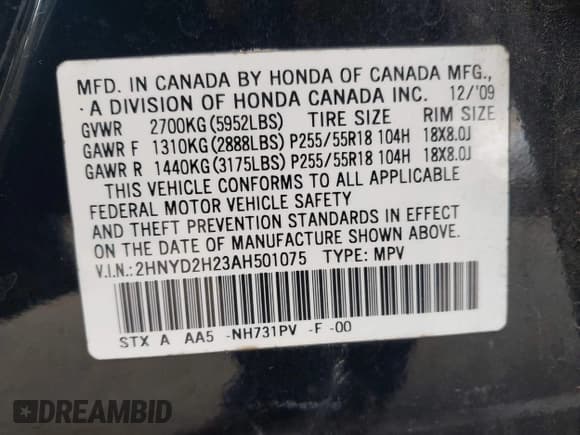 MFD. IN CANADA BY HONDA OF CANADA MFG.,
A DIVISION OF HONDA CANADA INC. 12/'09
GVWR 2700KG(5952LBS) TIRE SIZE RIM SIZE
GAWR F 1310KG(2888LBS) P255/55R18 104H 18X8.0J
GAWR R 1440KG(3175LBS) P255/55R18 104H 18X8.0J
THIS VEHICLE CONFORMS TO ALL APPLICABLE
FEDERAL MOTOR VEHICLE SAFETY
AND THEFT PREVENTION STANDARDS IN EFFECT
ON DATE OF MANUFACTURE SHOWN ABOVE.
V.I.N.:2HNYD2H23AH501075 TYPE: MPV
STX A AA5 -NH731PV -F -00
DREAMBID